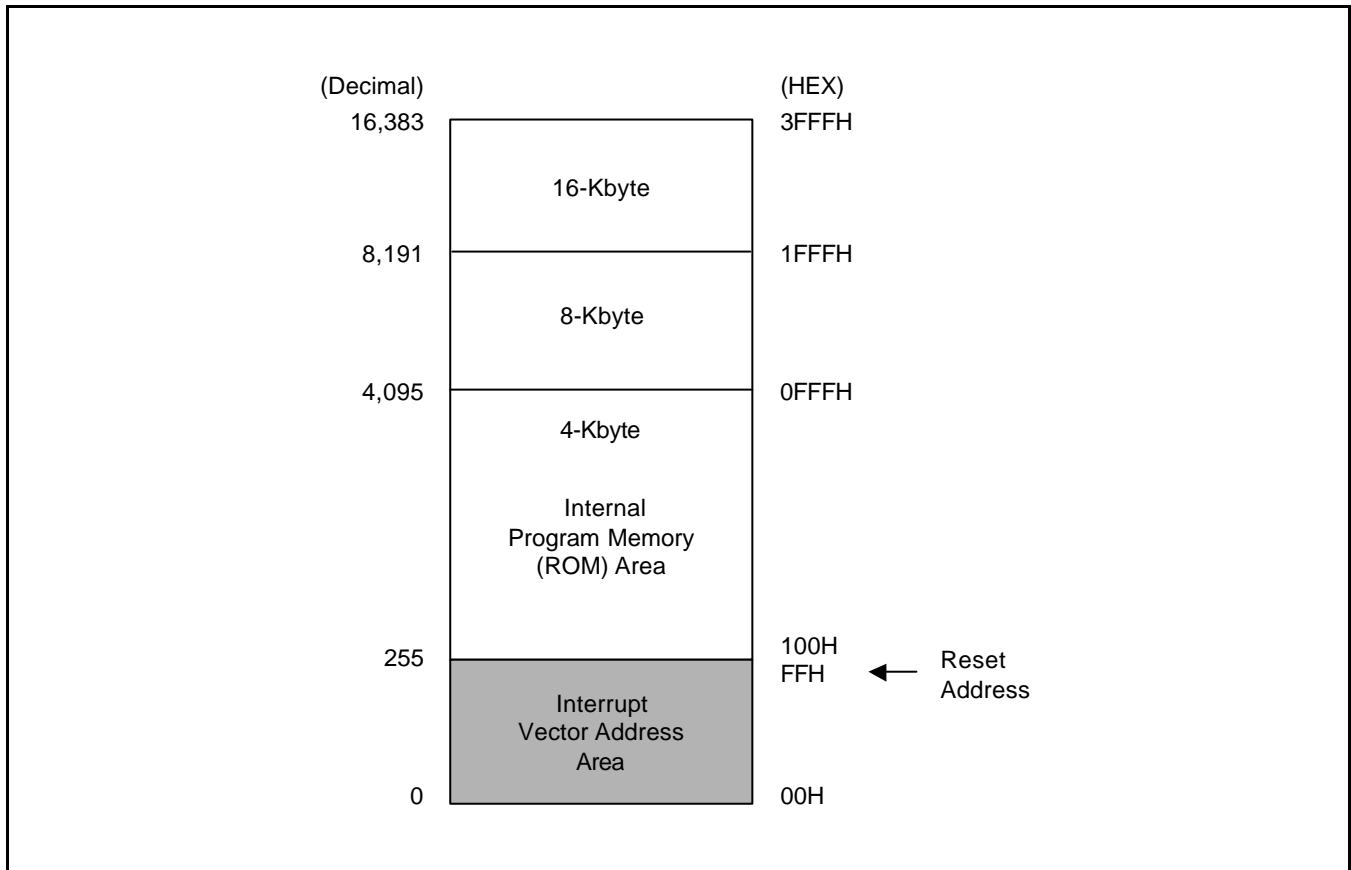 (Decimal) (HEX)
16,383 3FFFH
16-Kbyte
8,191 1FFFH
8-Kbyte
4,095 0FFFH
4-Kbyte
Internal
Program Memory
(ROM) Area
100H
255 FFH
Reset
Address
Interrupt
Vector Address
Area
0 00H